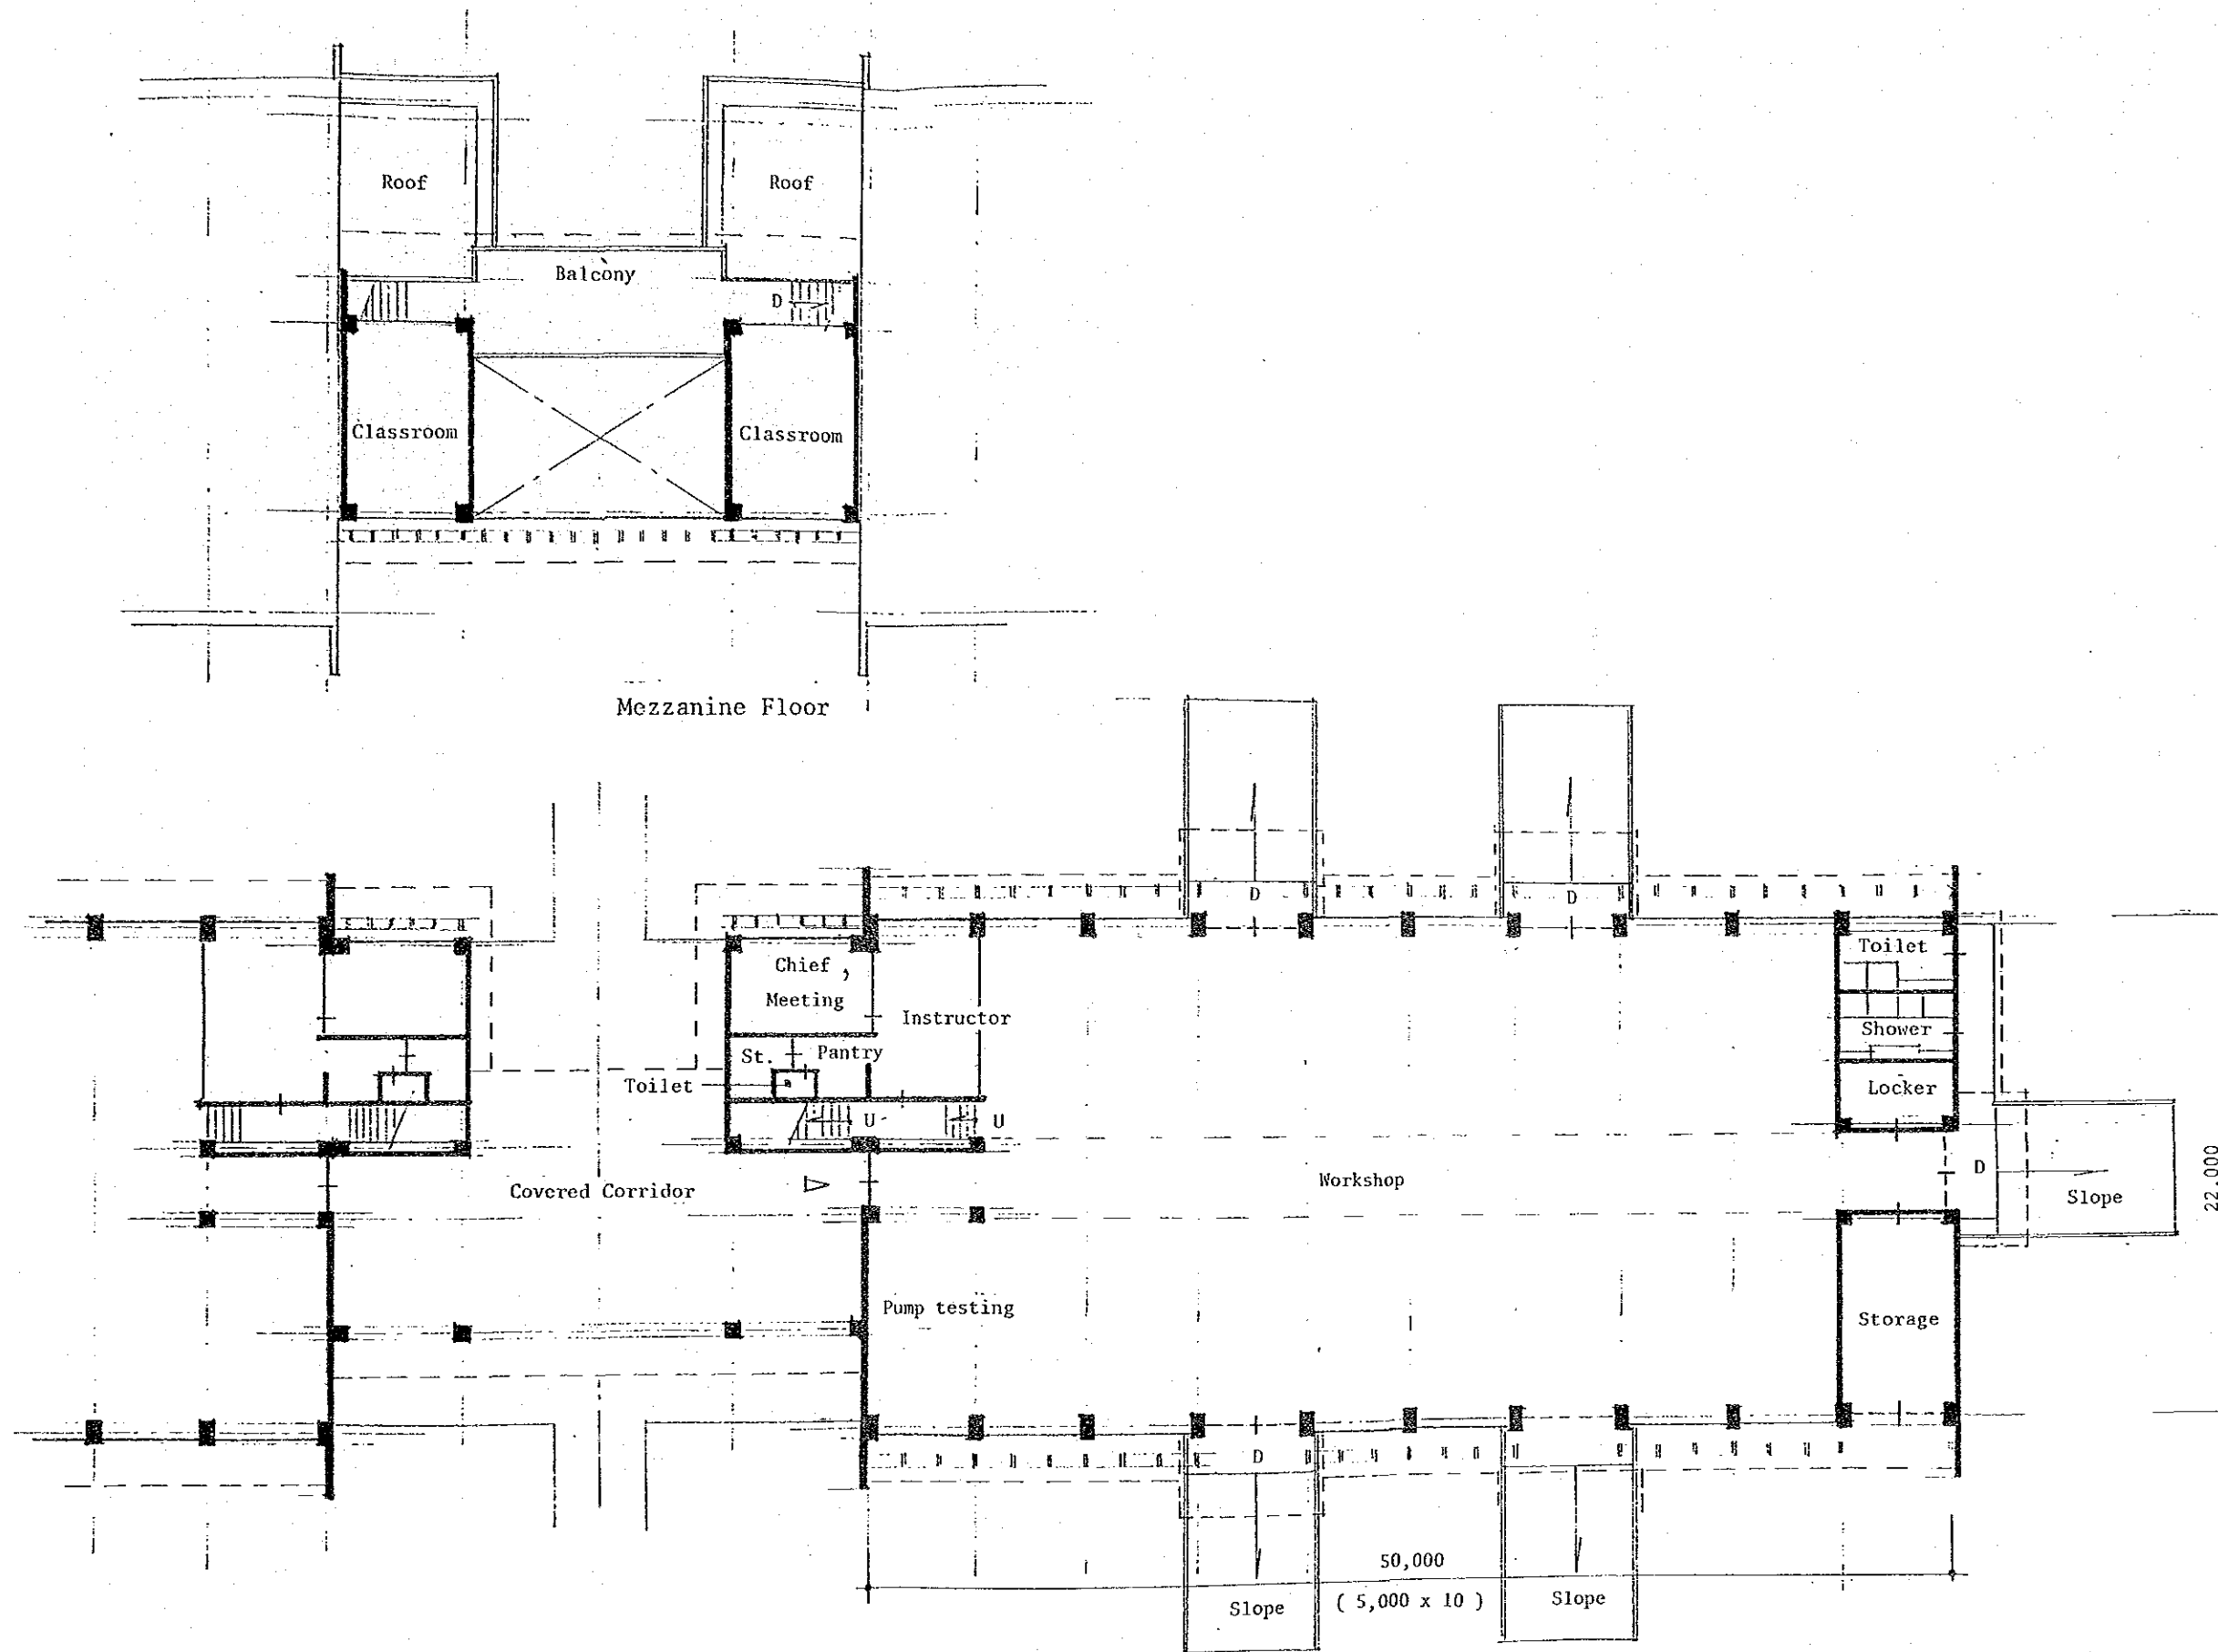 Roof
Roof
Balcony
D
Classroom
Classroom
Mezzanine Floor
D
D
Chief,
Meeting
Instructor
St.
Pantry
Toilet
U
U
Toilet
Shower
Locker
Covered Corridor
Workshop
D
Slope
22.000
Pump testing
Storage
D
50,000
( 5,000 x 10 )
Slope
Slope